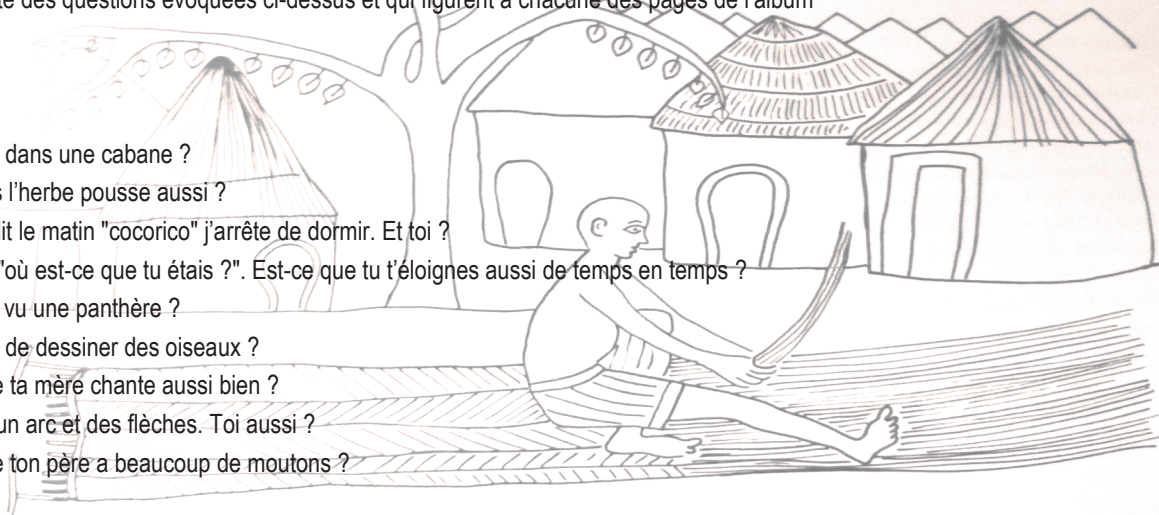 te des questions évoquées ci-dessus et qui figurent à chacune des pages de l'album
dans une cabane ?
l'herbe pousse aussi ?
it le matin "cocorico" j'arrête de dormir. Et toi ?
"où est-ce que tu étais ?". Est-ce que tu t'éloignes aussi de temps en temps ?
vu une panthère ?
de dessiner des oiseaux ?
e ta mère chante aussi bien ?
un arc et des flèches. Toi aussi ?
e ton père a beaucoup de moutons ?